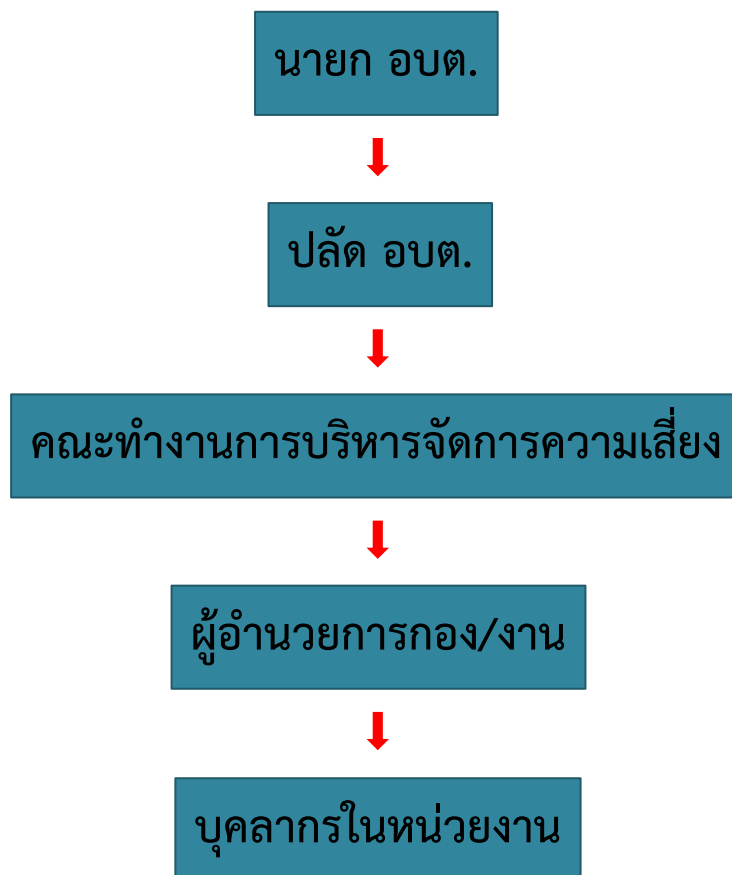 นายก อบต.
ปลัด อบต.
คณะทำงานการบริหารจัดการความเสี่ยง
ผู้อำนวยการกอง/งาน
บุคลากรในหน่วยงาน